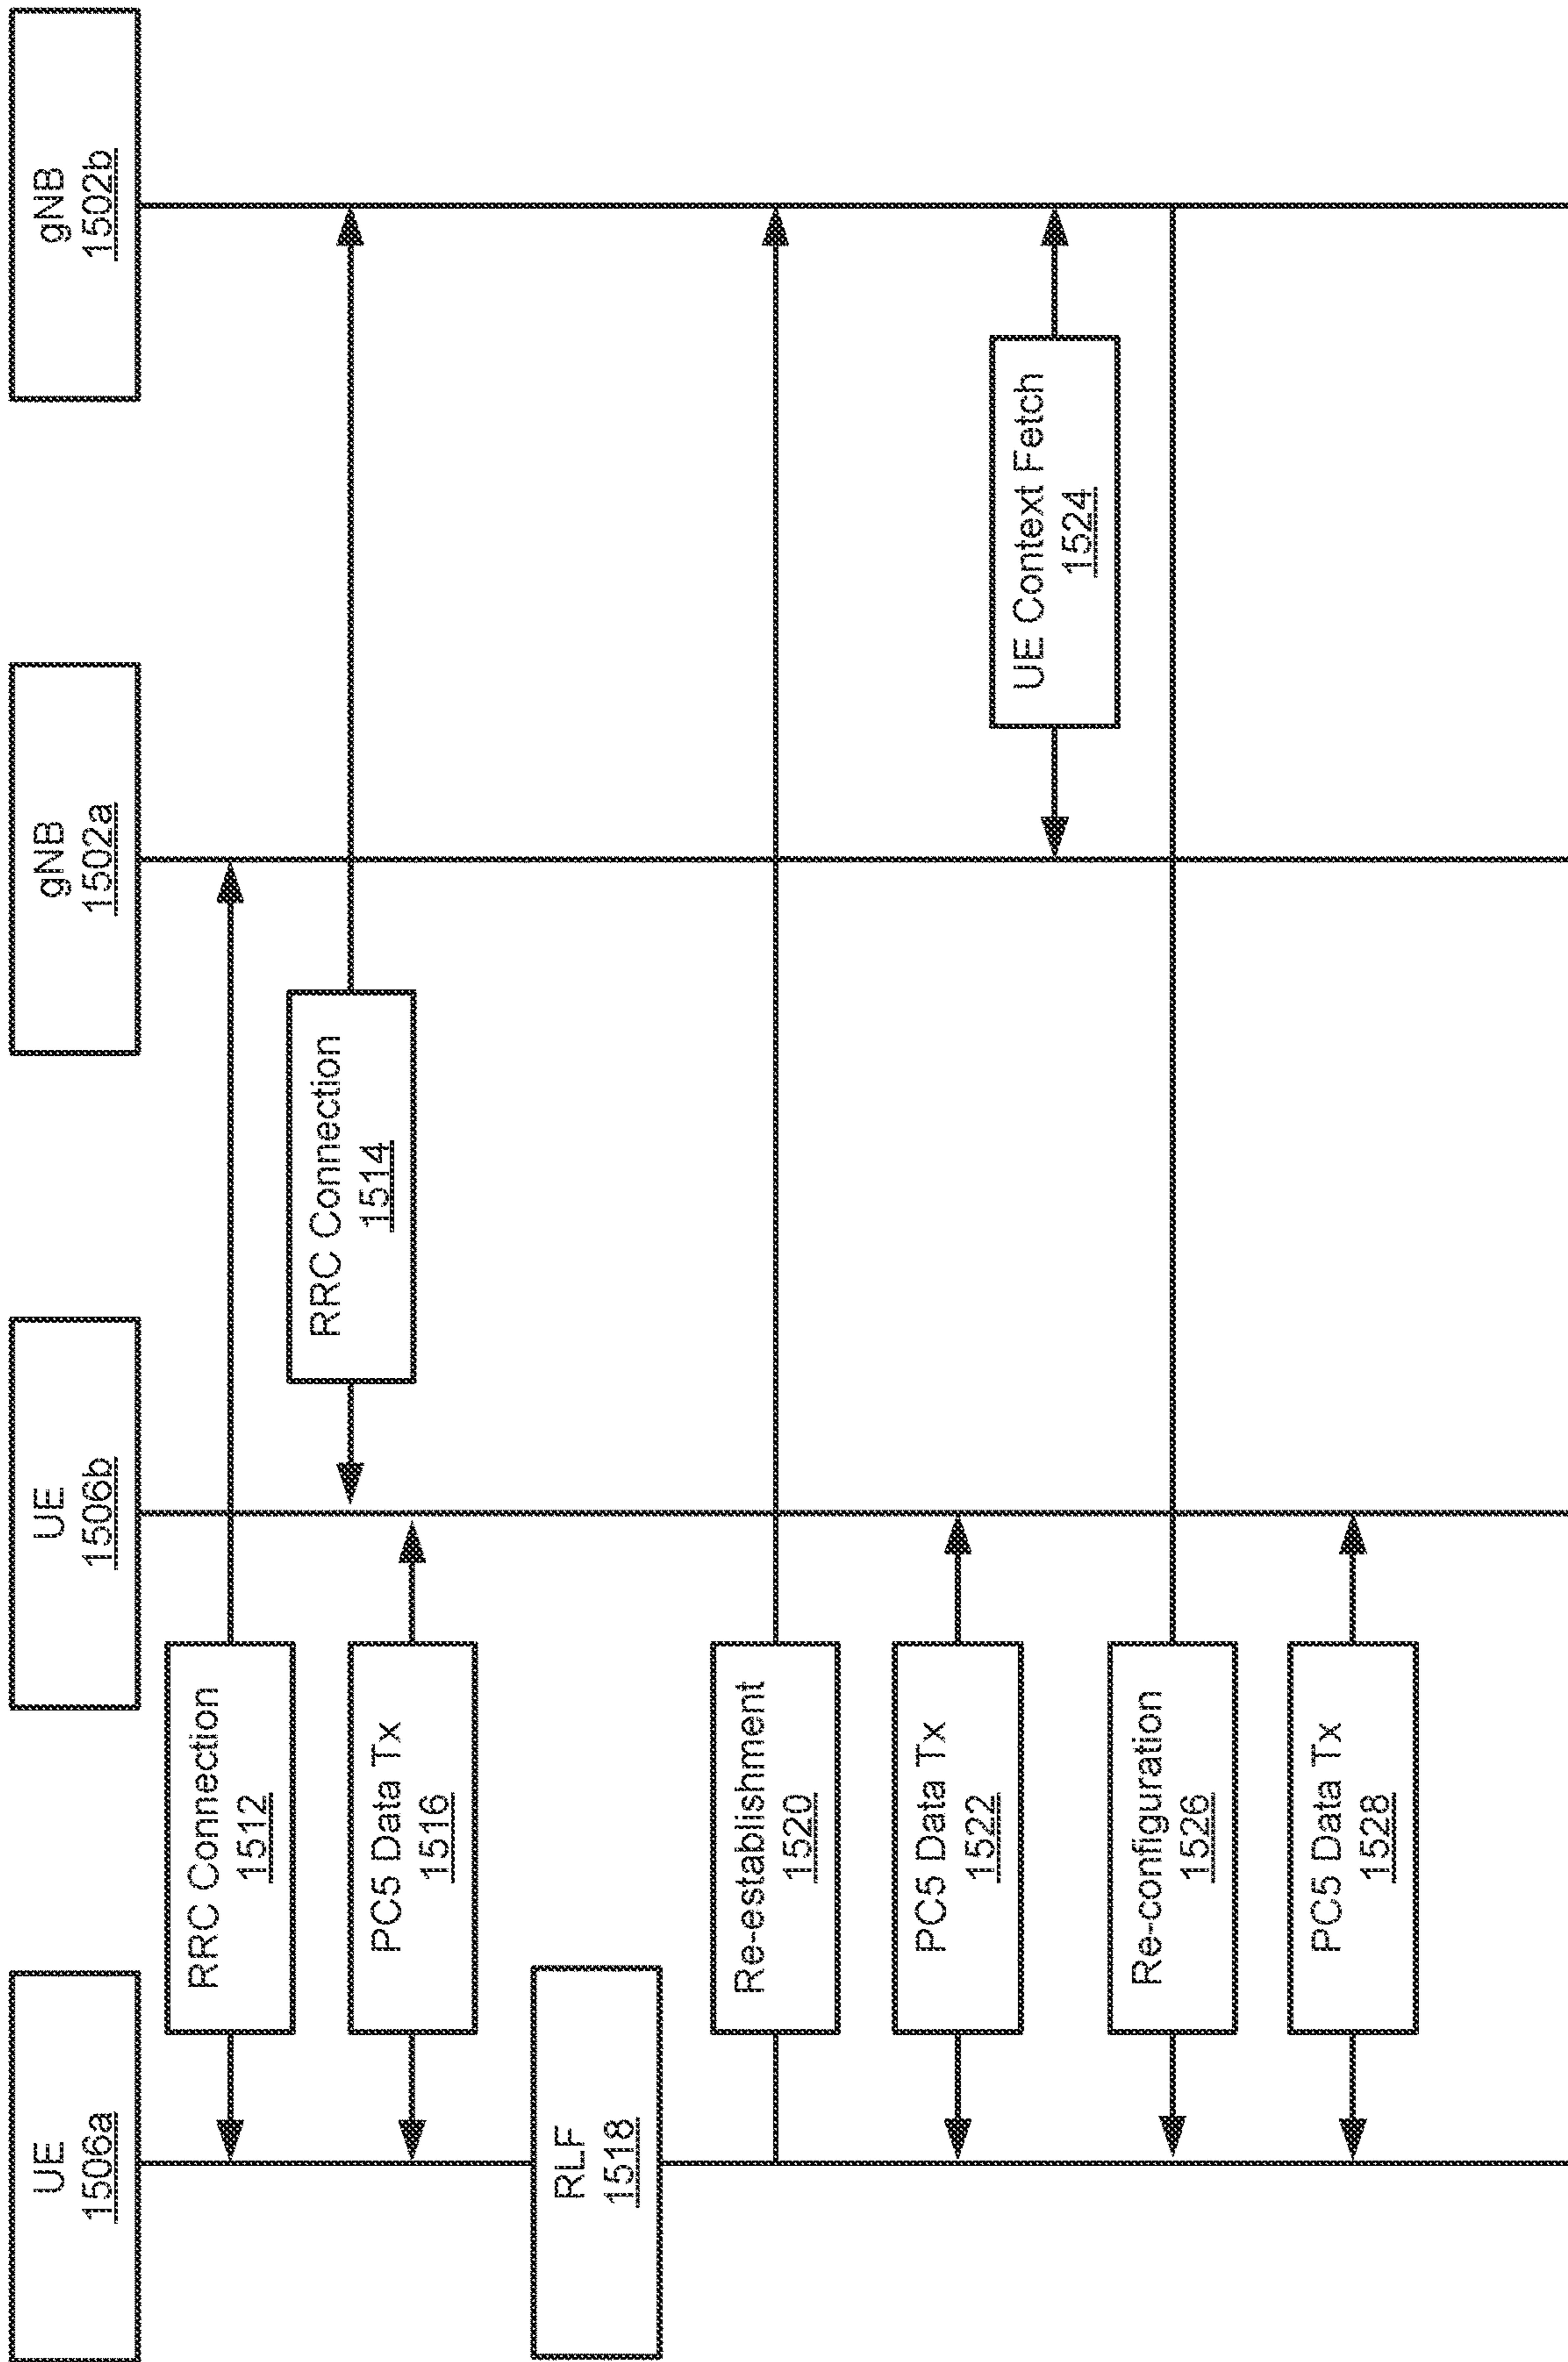 UE
1506a
UE
1506b
gNB
1502a
gNB
1502b
RRC Connection
1512
RRC Connection
1514
PC5 Data Tx
1516
RLF
1518
Re-establishment
1520
PC5 Data Tx
1522
UE Context Fetch
1524
Re-configuration
1526
PC5 Data Tx
1528